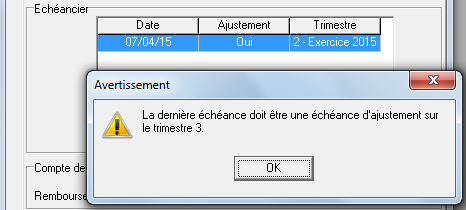 Echéancier
Date Ajustement Trimestre
07/04/15 Oui 2 - Exercice 2015
Avertissement
La dernière échéance doit être une échéance d'ajustement sur
le trimestre 3.
OK
Compte de
Rembourse